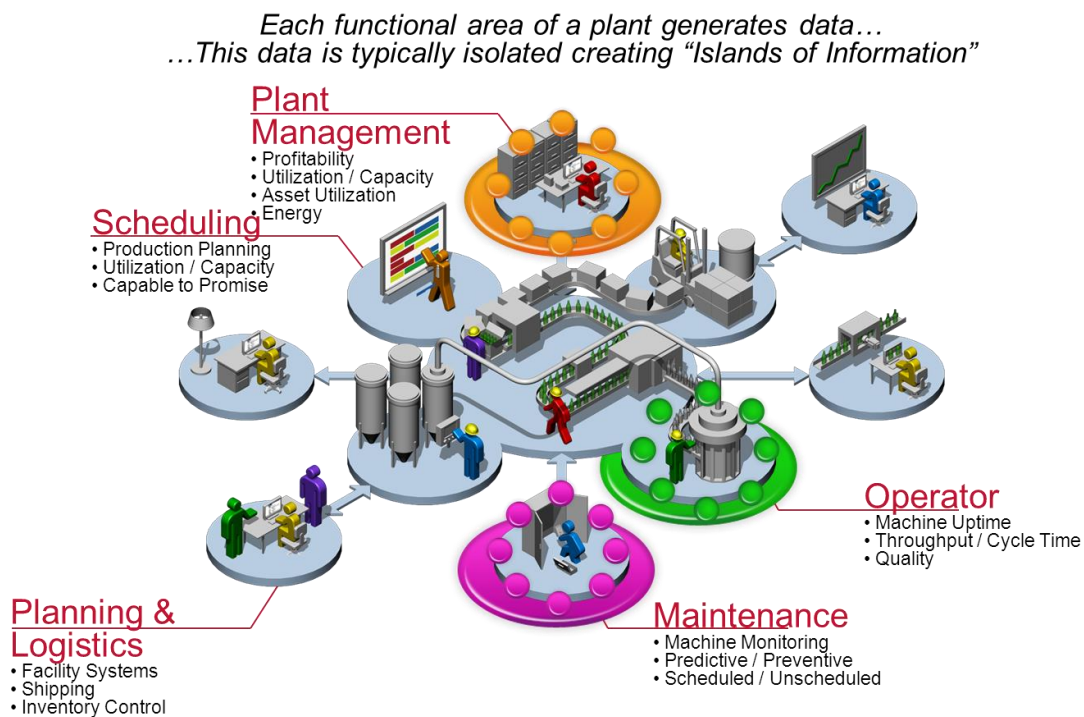 Each functional area of a plant generates data…
…This data is typically isolated creating “Islands of Information”
Plant
Management
• Profitability
• Utilization / Capacity
• Asset Utilization
• Energy
Scheduling
• Production Planning
• Utilization / Capacity
• Capable to Promise
Operator
• Machine Uptime
• Throughput / Cycle Time
• Quality
Planning &
Logistics
• Facility Systems
• Shipping
• Inventory Control
Maintenance
• Machine Monitoring
• Predictive / Preventive
• Scheduled / Unscheduled